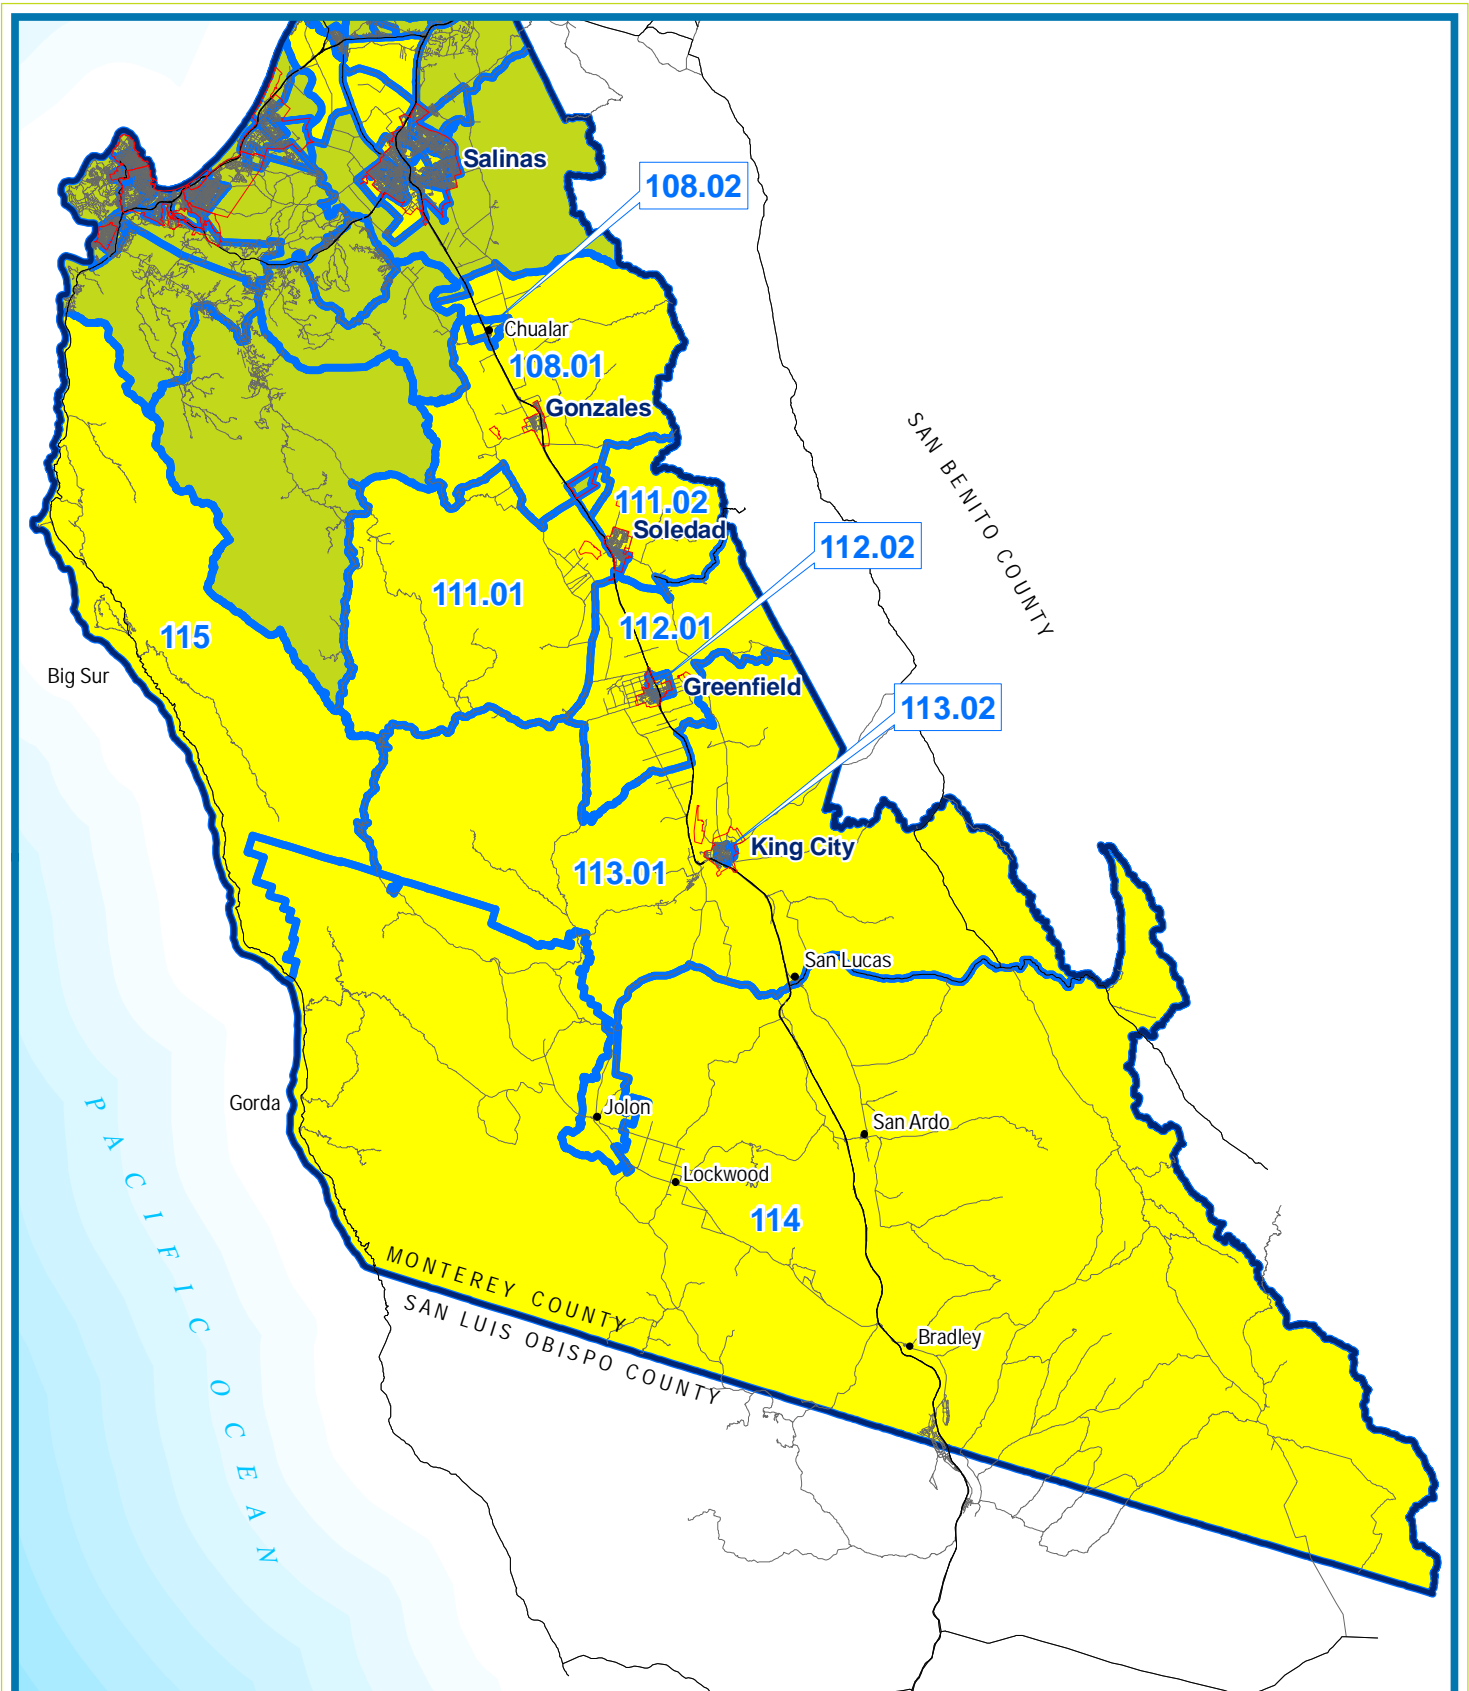 Salinas
108.02
Chualar
108.01
Gonzales
SAN BENITO COUNTY
111.02
Soledad
112.02
111.01
112.01
115
Big Sur
Greenfield
113.02
King City
113.01
San Lucas
Gorda
Jolon
San Ardo
Lockwood
114
PACIFIC OCEAN
MONTEREY COUNTY
SAN LUIS OBISPO COUNTY
Bradley